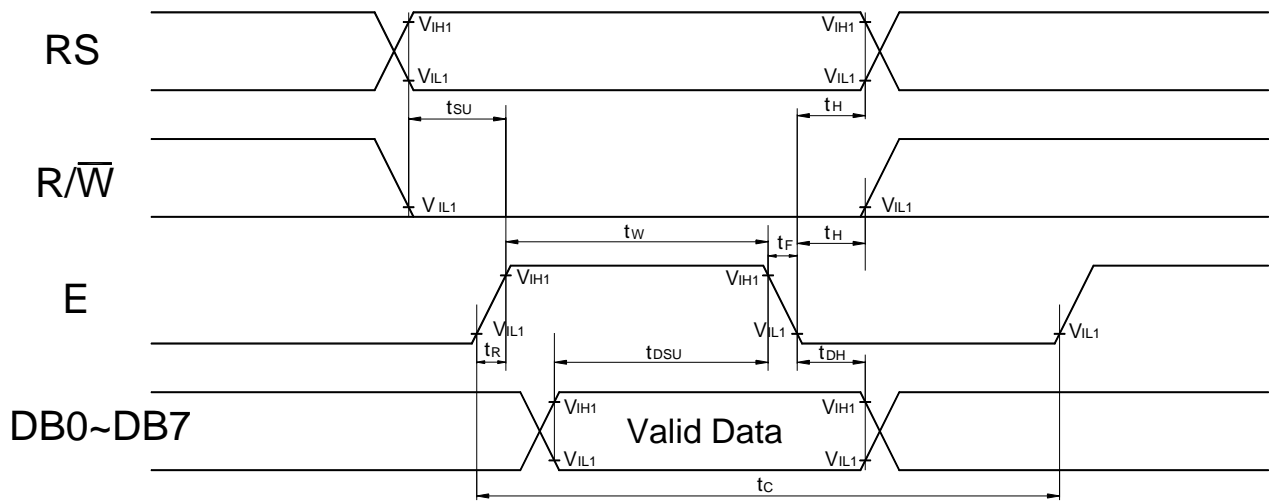 RS
VIH1
VIH1
VIL1
VIL1
tSU
tH
R/W̅
VIL1
VIL1
tW
tF
tH
E
VIH1
VIH1
VIL1
VIL1
VIL1
tR
tDSU
tDH
DB0~DB7
VIH1
Valid Data
VIH1
VIL1
VIL1
tC